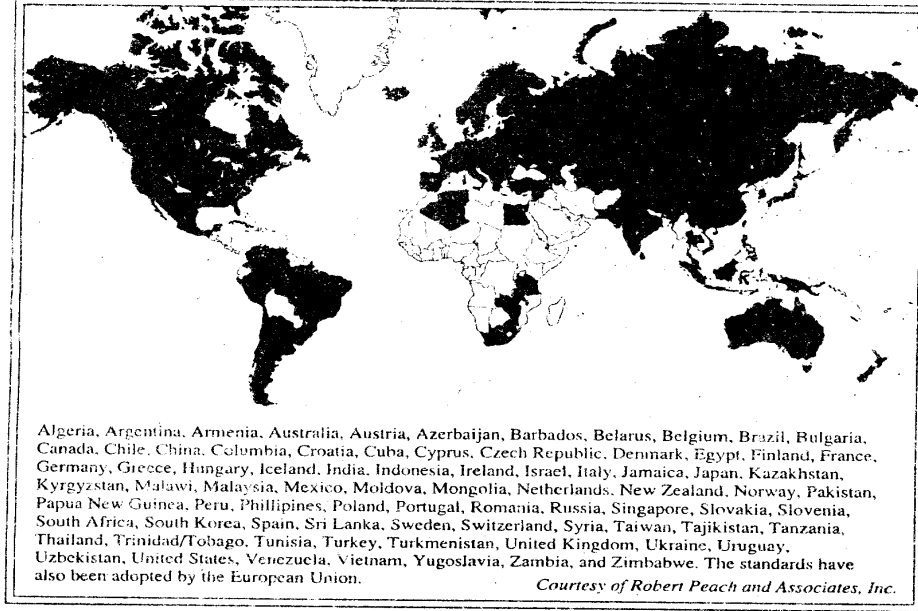 Algeria, Argentina, Armenia, Australia, Austria, Azerbaijan, Barbados, Belarus, Belgium, Brazil, Bulgaria,
Canada, Chile, China, Columbia, Croatia, Cuba, Cyprus, Czech Republic, Denmark, Egypt, Finland, France,
Germany, Greece, Hungary, Iceland, India, Indonesia, Ireland, Israel, Italy, Jamaica, Japan, Kazakhstan,
Kyrgyzstan, Malawi, Malaysia, Mexico, Moldova, Mongolia, Netherlands, New Zealand, Norway, Pakistan,
Papua New Guinea, Peru, Phillipines, Poland, Portugal, Romania, Russia, Singapore, Slovakia, Slovenia,
South Africa, South Korea, Spain, Sri Lanka, Sweden, Switzerland, Syria, Taiwan, Tajikistan, Tanzania,
Thailand, Trinidad/Tobago, Tunisia, Turkey, Turkmenistan, United Kingdom, Ukraine, Uruguay,
Uzbekistan, United States, Venezuela, Vietnam, Yugoslavia, Zambia, and Zimbabwe. The standards have
also been adopted by the European Union.
Courtesy of Robert Peach and Associates, Inc.